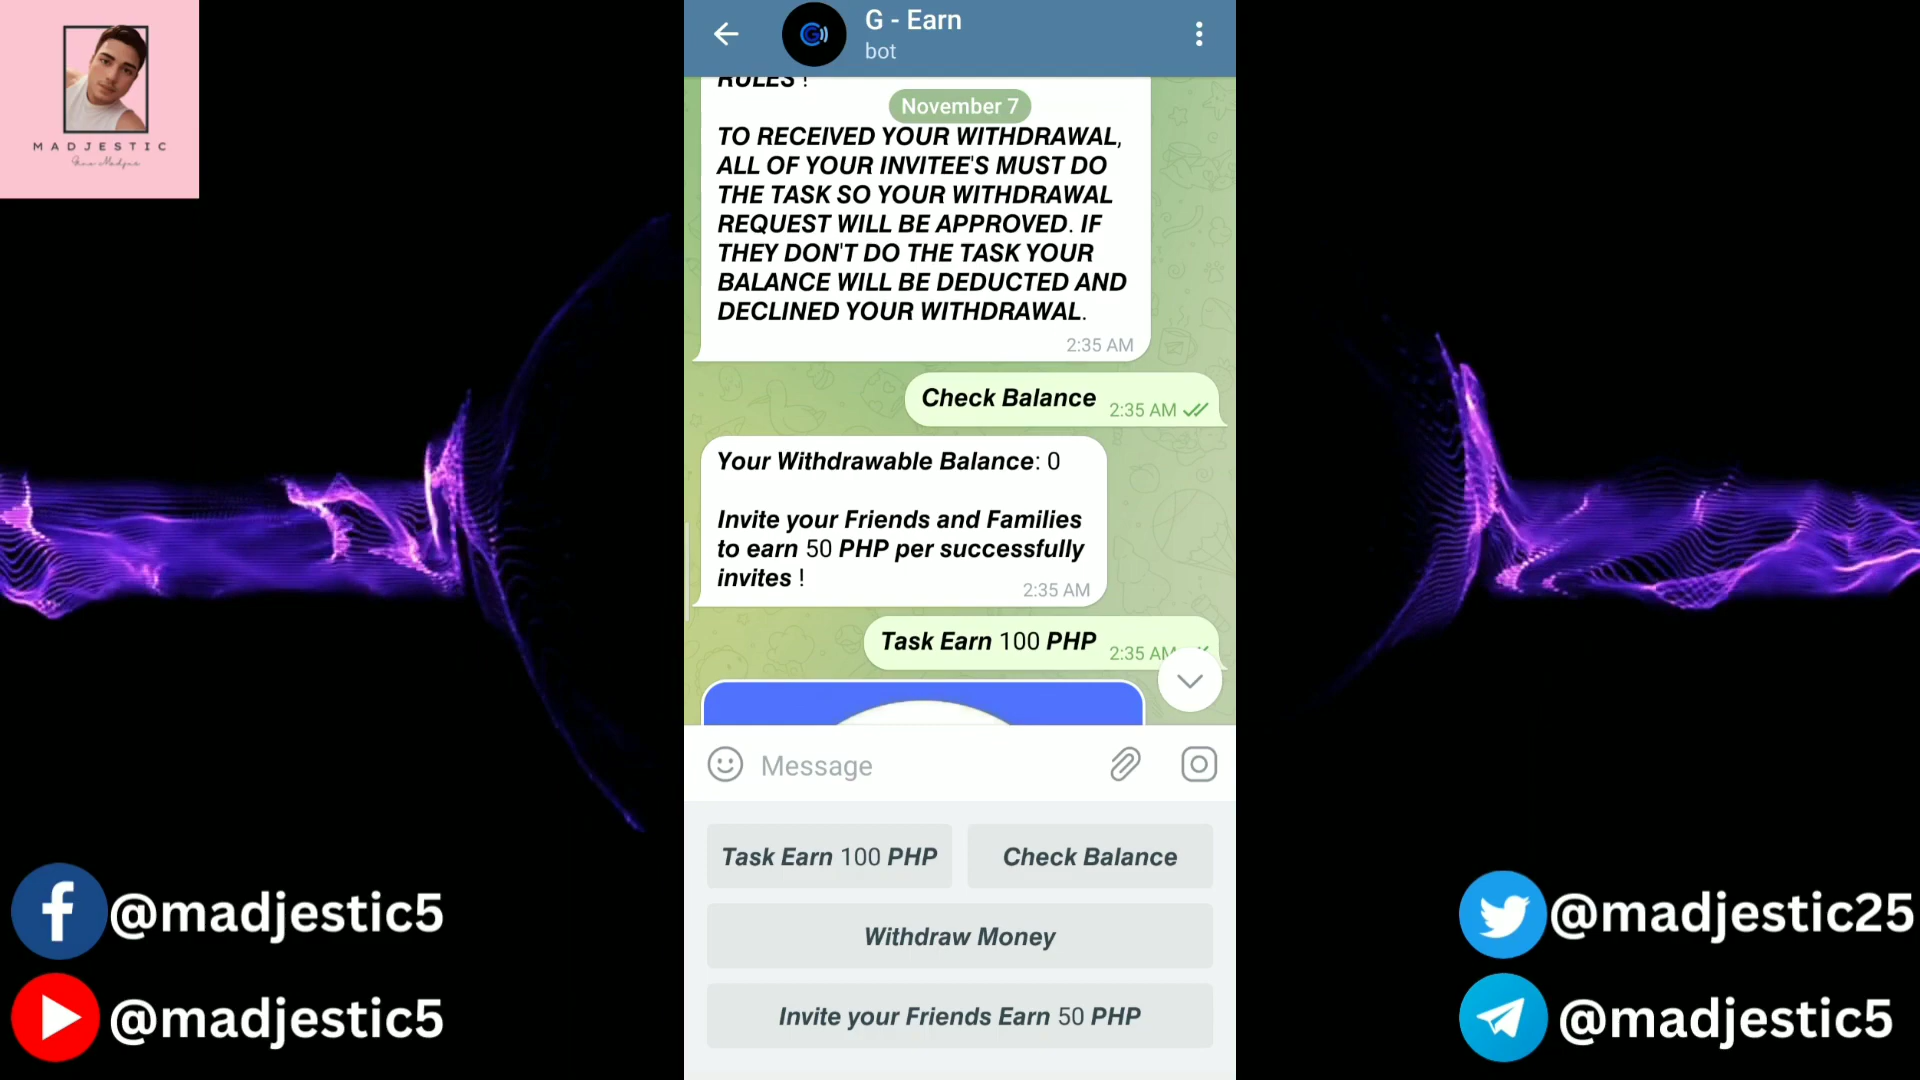 MADJESTIC
G - Earn
bot
RULES !
November 7
TO RECEIVED YOUR WITHDRAWAL,
ALL OF YOUR INVITEE'S MUST DO
THE TASK SO YOUR WITHDRAWAL
REQUEST WILL BE APPROVED. IF
THEY DON'T DO THE TASK YOUR
BALANCE WILL BE DEDUCTED AND
DECLINED YOUR WITHDRAWAL.
2:35 AM
Check Balance 2:35 AM
Your Withdrawable Balance: 0
Invite your Friends and Families
to earn 50 PHP per successfully
invites !
2:35 AM
Task Earn 100 PHP 2:35 AM
Message
Task Earn 100 PHP
Check Balance
Withdraw Money
Invite your Friends Earn 50 PHP
@madjestic5
@madjestic5
@madjestic25
@madjestic5